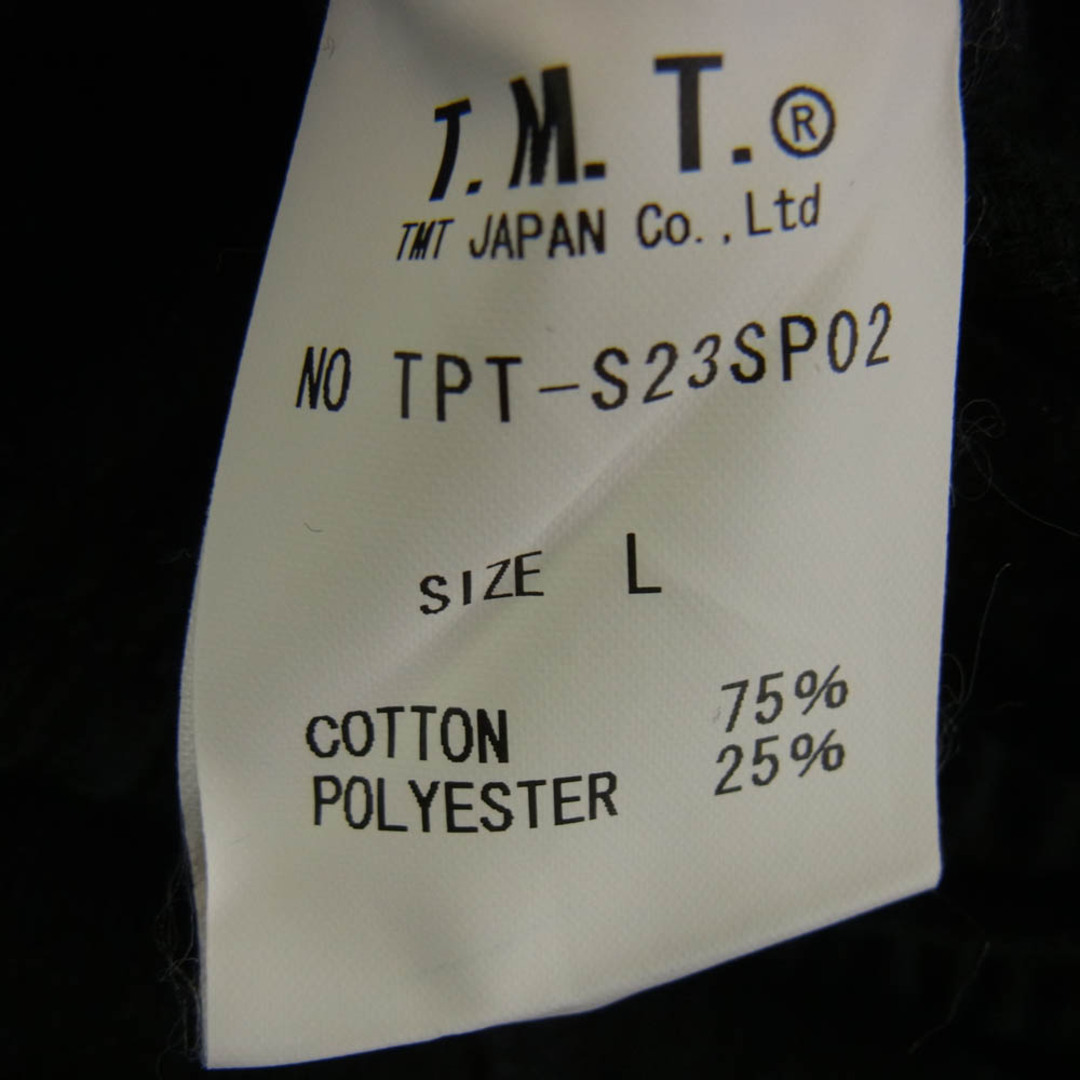 T.M.T.®
TMT JAPAN Co.,Ltd
NO TPT-S23SP02
SIZE L
COTTON 75%
POLYESTER 25%